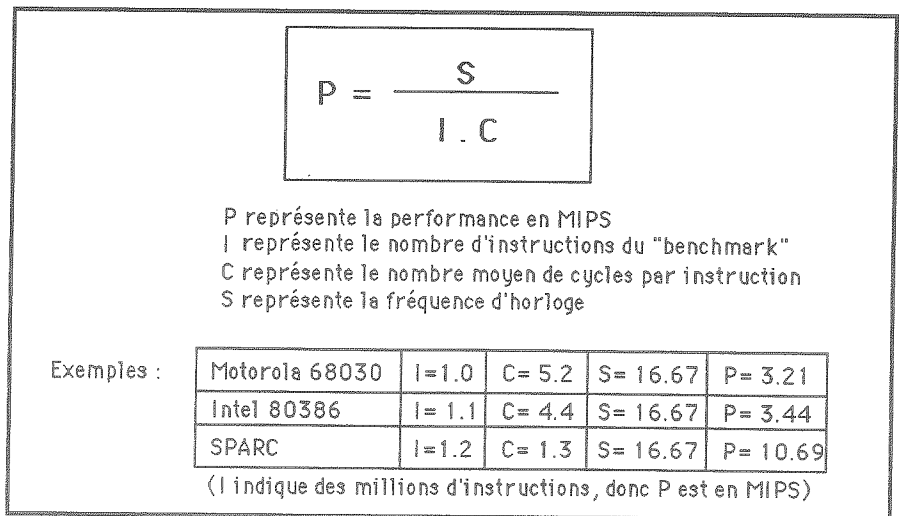 P = S / I . C
P représente la performance en MIPS
I représente le nombre d'instructions du "benchmark"
C représente le nombre moyen de cycles par instruction
S représente la fréquence d'horloge
Exemples : Motorola 68030 I=1.0 C= 5.2 S= 16.67 P= 3.21
Intel 80386 I= 1.1 C= 4.4 S= 16.67 P= 3.44
SPARC I=1.2 C= 1.3 S= 16.67 P= 10.69
(I indique des millions d'instructions, donc P est en MIPS)